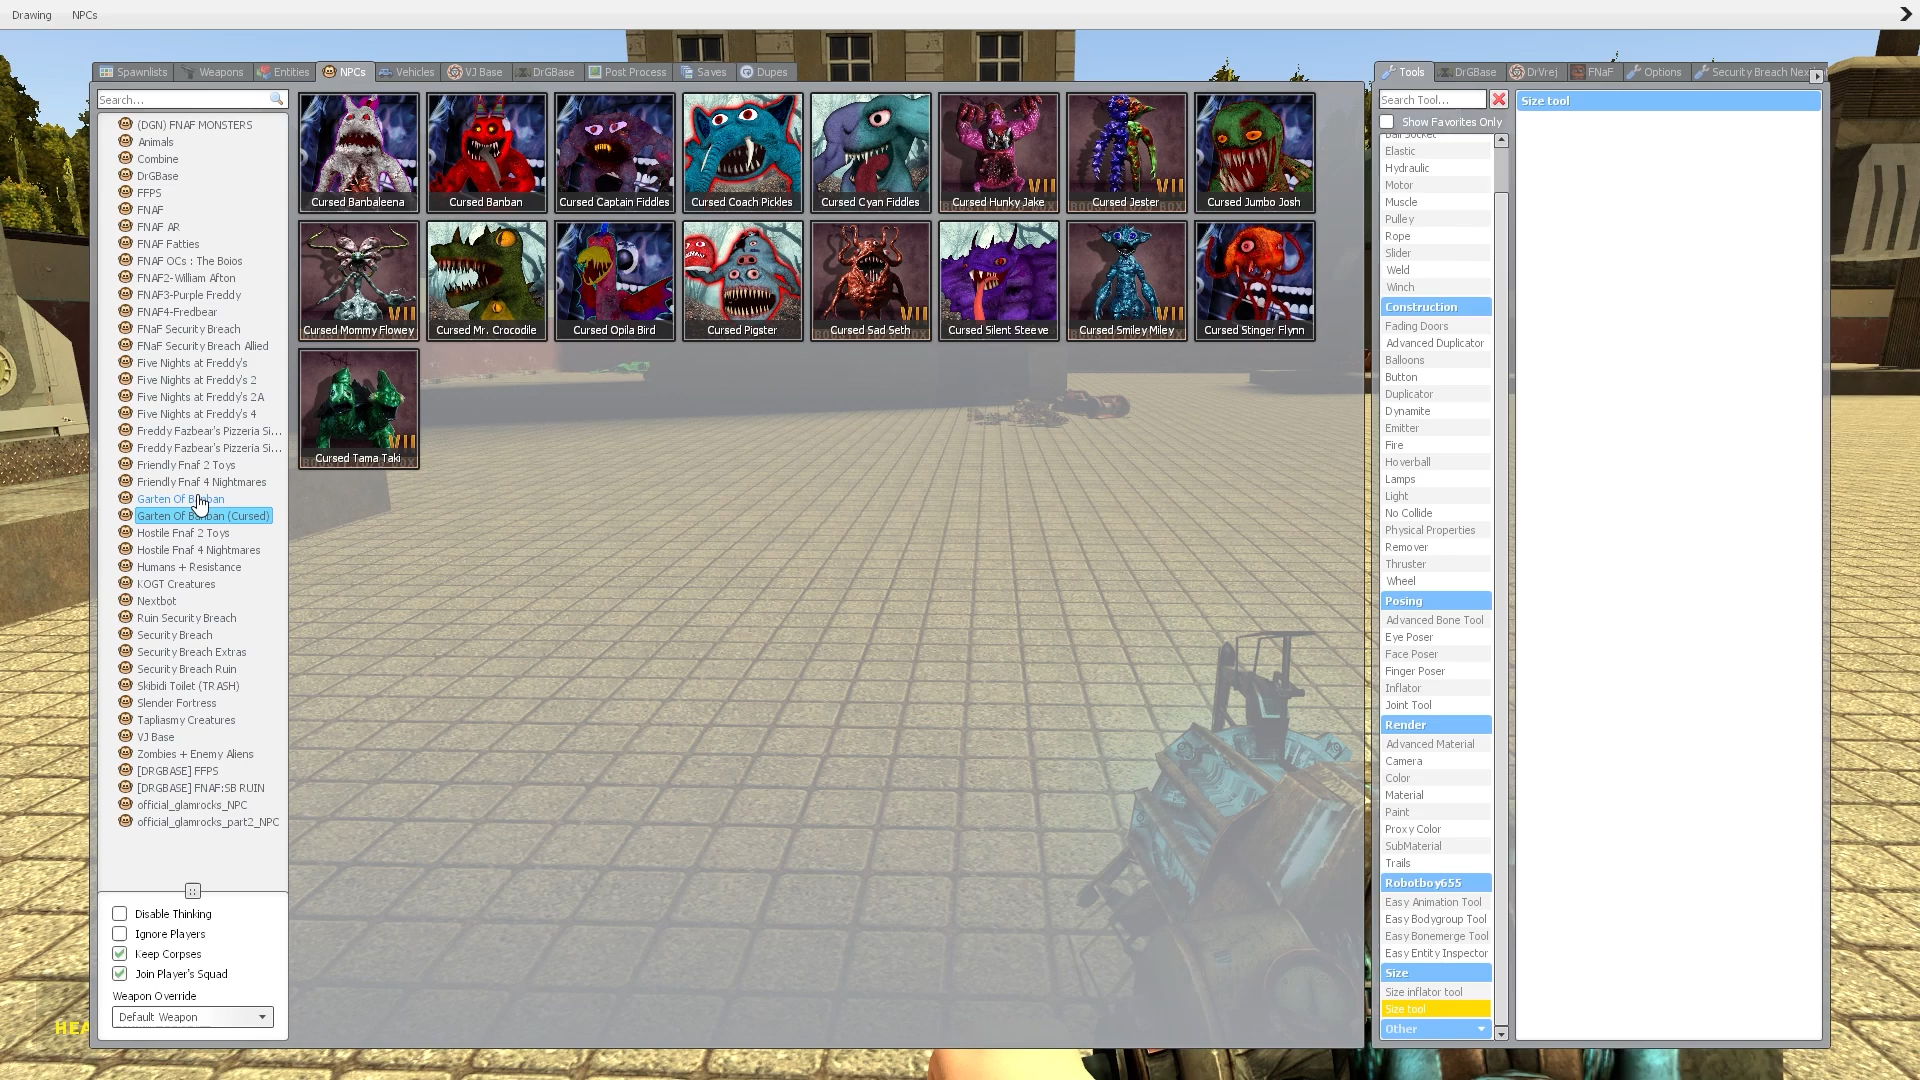 Drawing NPCs
Spawnlists Weapons Entities NPCs Vehicles VJ Base DrGBase Post Process Saves Dupes
Tools DrGBase DrVrej FNaF Options Security Breach Nex
Search...
(DGN) FNAF MONSTERS
Animals
Combine
DrGBase
FFPS
FNAF
FNAF AR
FNAF Fatties
FNAF OCs : The Boios
FNAF2-William Afton
FNAF3-Purple Freddy
FNAF4-Fredbear
FNaF Security Breach
FNaF Security Breach Allied
Five Nights at Freddy's
Five Nights at Freddy's 2
Five Nights at Freddy's 2A
Five Nights at Freddy's 4
Freddy Fazbear's Pizzeria Si...
Freddy Fazbear's Pizzeria Si...
Friendly Fnaf 2 Toys
Friendly Fnaf 4 Nightmares
Garten Of Banban
Garten Of Banban (Cursed)
Hostile Fnaf 2 Toys
Hostile Fnaf 4 Nightmares
Humans + Resistance
KOGT Creatures
Nextbot
Ruin Security Breach
Security Breach
Security Breach Extras
Security Breach Ruin
Skibidi Toilet (TRASH)
Slender Fortress
Tapliasmy Creatures
VJ Base
Zombies + Enemy Aliens
[DRGBASE] FFPS
[DRGBASE] FNAF:SB RUIN
official_glamrocks_NPC
official_glamrocks_part2_NPC
Disable Thinking
Ignore Players
Keep Corpses
Join Player's Squad
Weapon Override
Default Weapon
HEA
Cursed Banbaleena Cursed Banban Cursed Captain Fiddles Cursed Coach Pickles Cursed Cyan Fiddles Cursed Hunky Jake Cursed Jester Cursed Jumbo Josh
Cursed Mommy Flowey Cursed Mr. Crocodile Cursed Opila Bird Cursed Pigster Cursed Sad Seth Cursed Silent Steeve Cursed Smiley Miley Cursed Stinger Flynn
Cursed Tama Taki
Search Tool...
Show Favorites Only
Ball Socket
Elastic
Hydraulic
Motor
Muscle
Pulley
Rope
Slider
Weld
Winch
Construction
Fading Doors
Advanced Duplicator
Balloons
Button
Duplicator
Dynamite
Emitter
Fire
Hoverball
Lamps
Light
No Collide
Physical Properties
Remover
Thruster
Wheel
Posing
Advanced Bone Tool
Eye Poser
Face Poser
Finger Poser
Inflator
Joint Tool
Render
Advanced Material
Camera
Color
Material
Paint
Proxy Color
SubMaterial
Trails
Robotboy655
Easy Animation Tool
Easy Bodygroup Tool
Easy Bonemerge Tool
Easy Entity Inspector
Size
Size inflator tool
Size tool
Other
Size tool